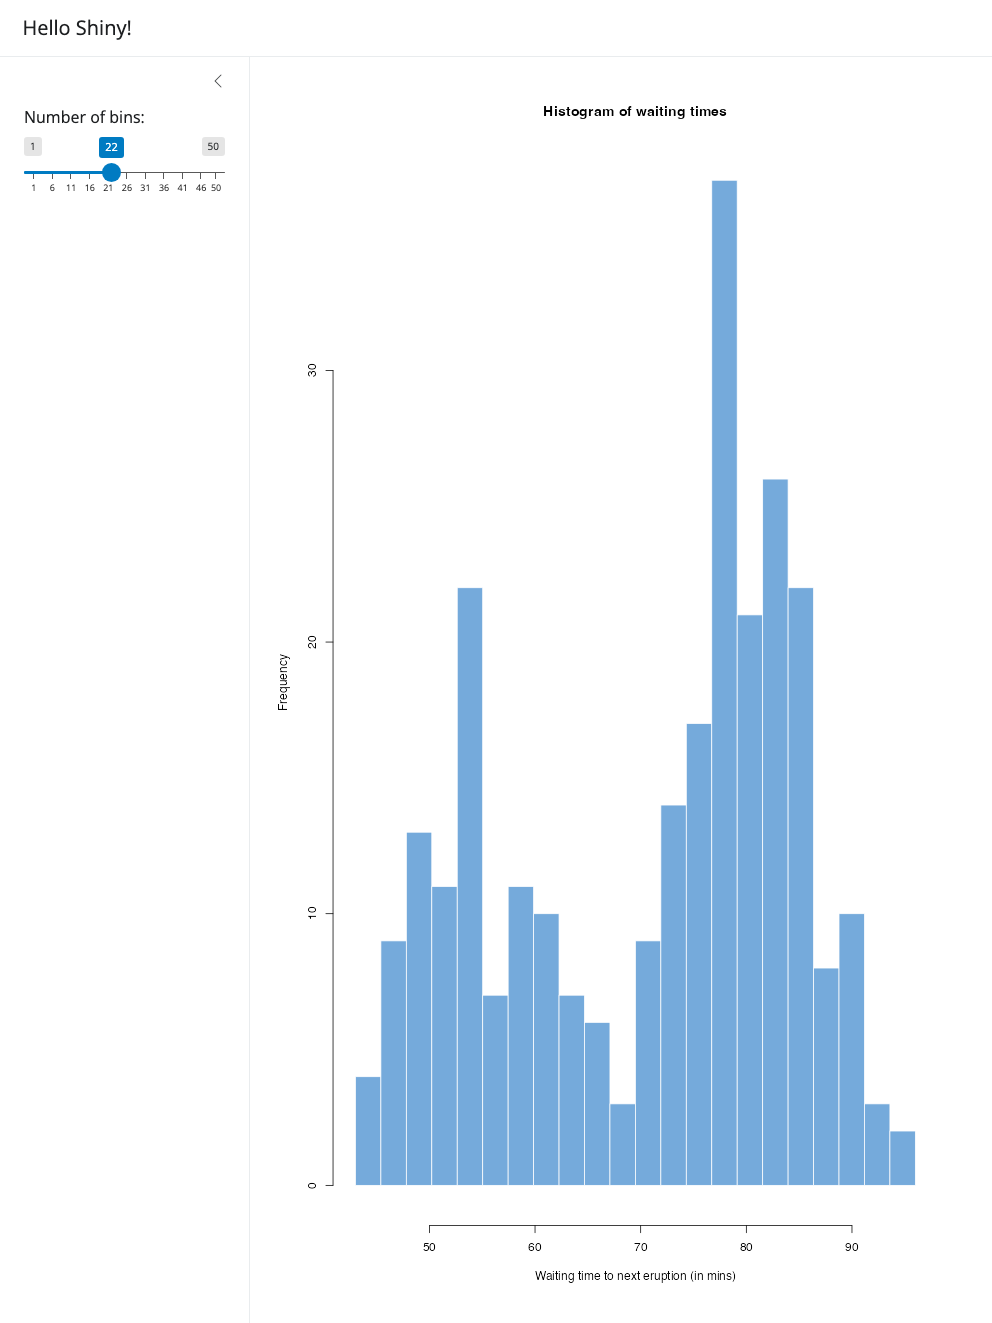 Hello Shiny!
Number of bins:
1 22 50
1 6 11 16 21 26 31 36 41 46 50
Histogram of waiting times
30
20
10
0
Frequency
50 60 70 80 90
Waiting time to next eruption (in mins)